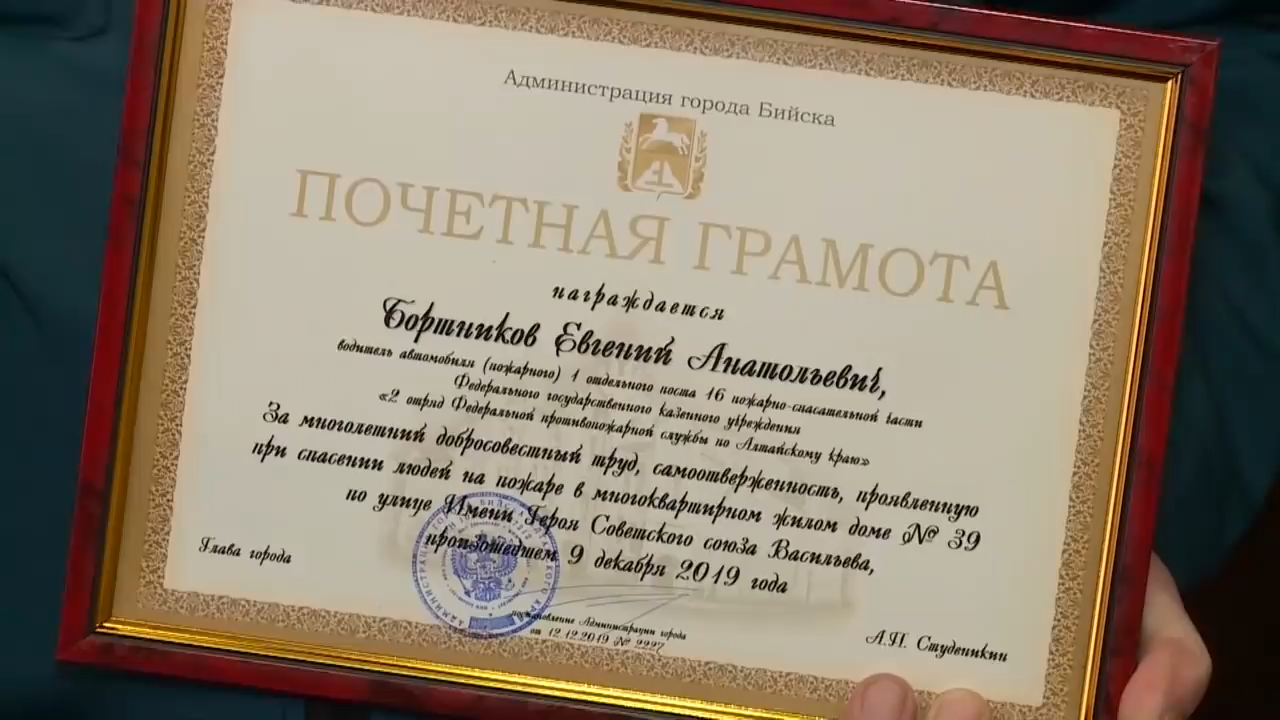 Администрация города Бийска
ПОЧЕТНАЯ ГРАМОТА
награждается
Бортников Евгений Анатольевич,
водитель автомобиля (пожарного) 1 отдельного поста 16 пожарно-спасательной части
Федерального государственного казенного учреждения
«2 отряд Федеральной противопожарной службы по Алтайскому краю»
За многолетний добросовестный труд, самоотверженность, проявленную
при спасении людей на пожаре в многоквартирном жилом доме № 39
по улице Имени Героя Советского союза Васильева,
произошедшем 9 декабря 2019 года
Глава города
Постановление Администрации города
от 12.12.2019 № 2227
А.П. Студеникин